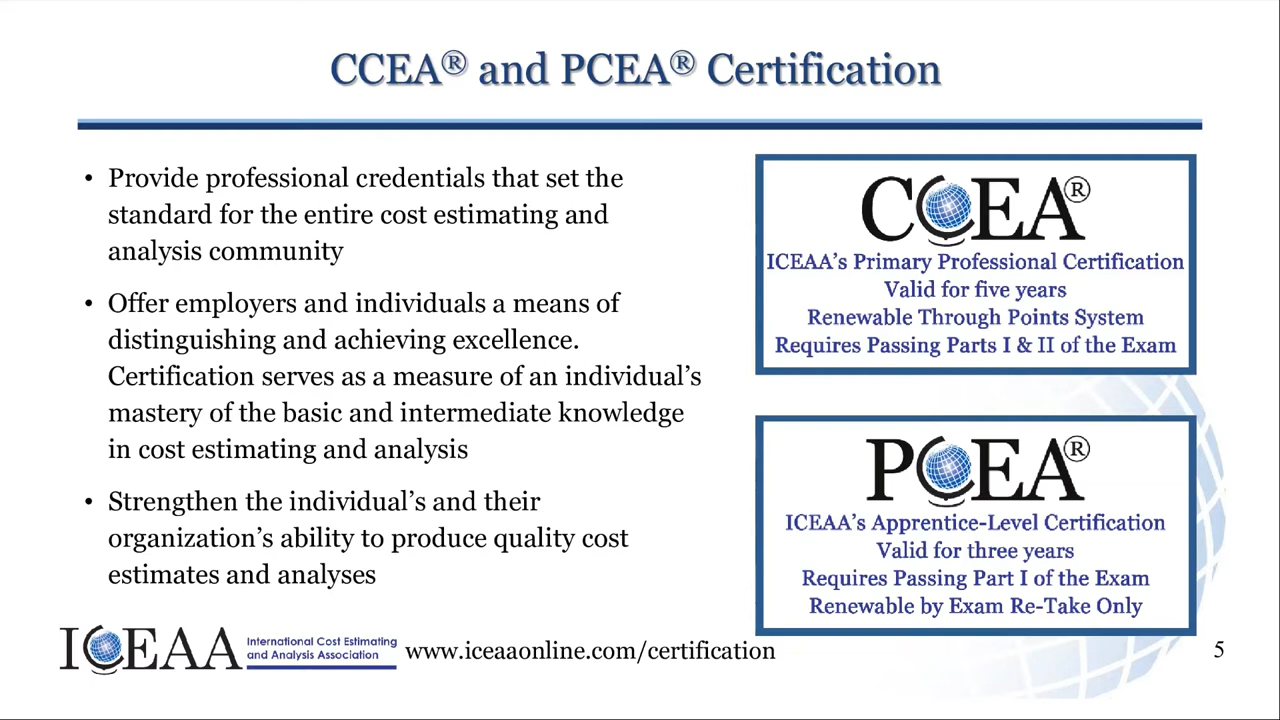 CCEA® and PCEA® Certification
• Provide professional credentials that set the
standard for the entire cost estimating and
analysis community
• Offer employers and individuals a means of
distinguishing and achieving excellence.
Certification serves as a measure of an individual’s
mastery of the basic and intermediate knowledge
in cost estimating and analysis
• Strengthen the individual’s and their
organization’s ability to produce quality cost
estimates and analyses
CCEA®
ICEAA’s Primary Professional Certification
Valid for five years
Renewable Through Points System
Requires Passing Parts I & II of the Exam
PCEA®
ICEAA’s Apprentice-Level Certification
Valid for three years
Requires Passing Part I of the Exam
Renewable by Exam Re-Take Only
ICEAA
International Cost Estimating
and Analysis Association
www.iceaaonline.com/certification
5